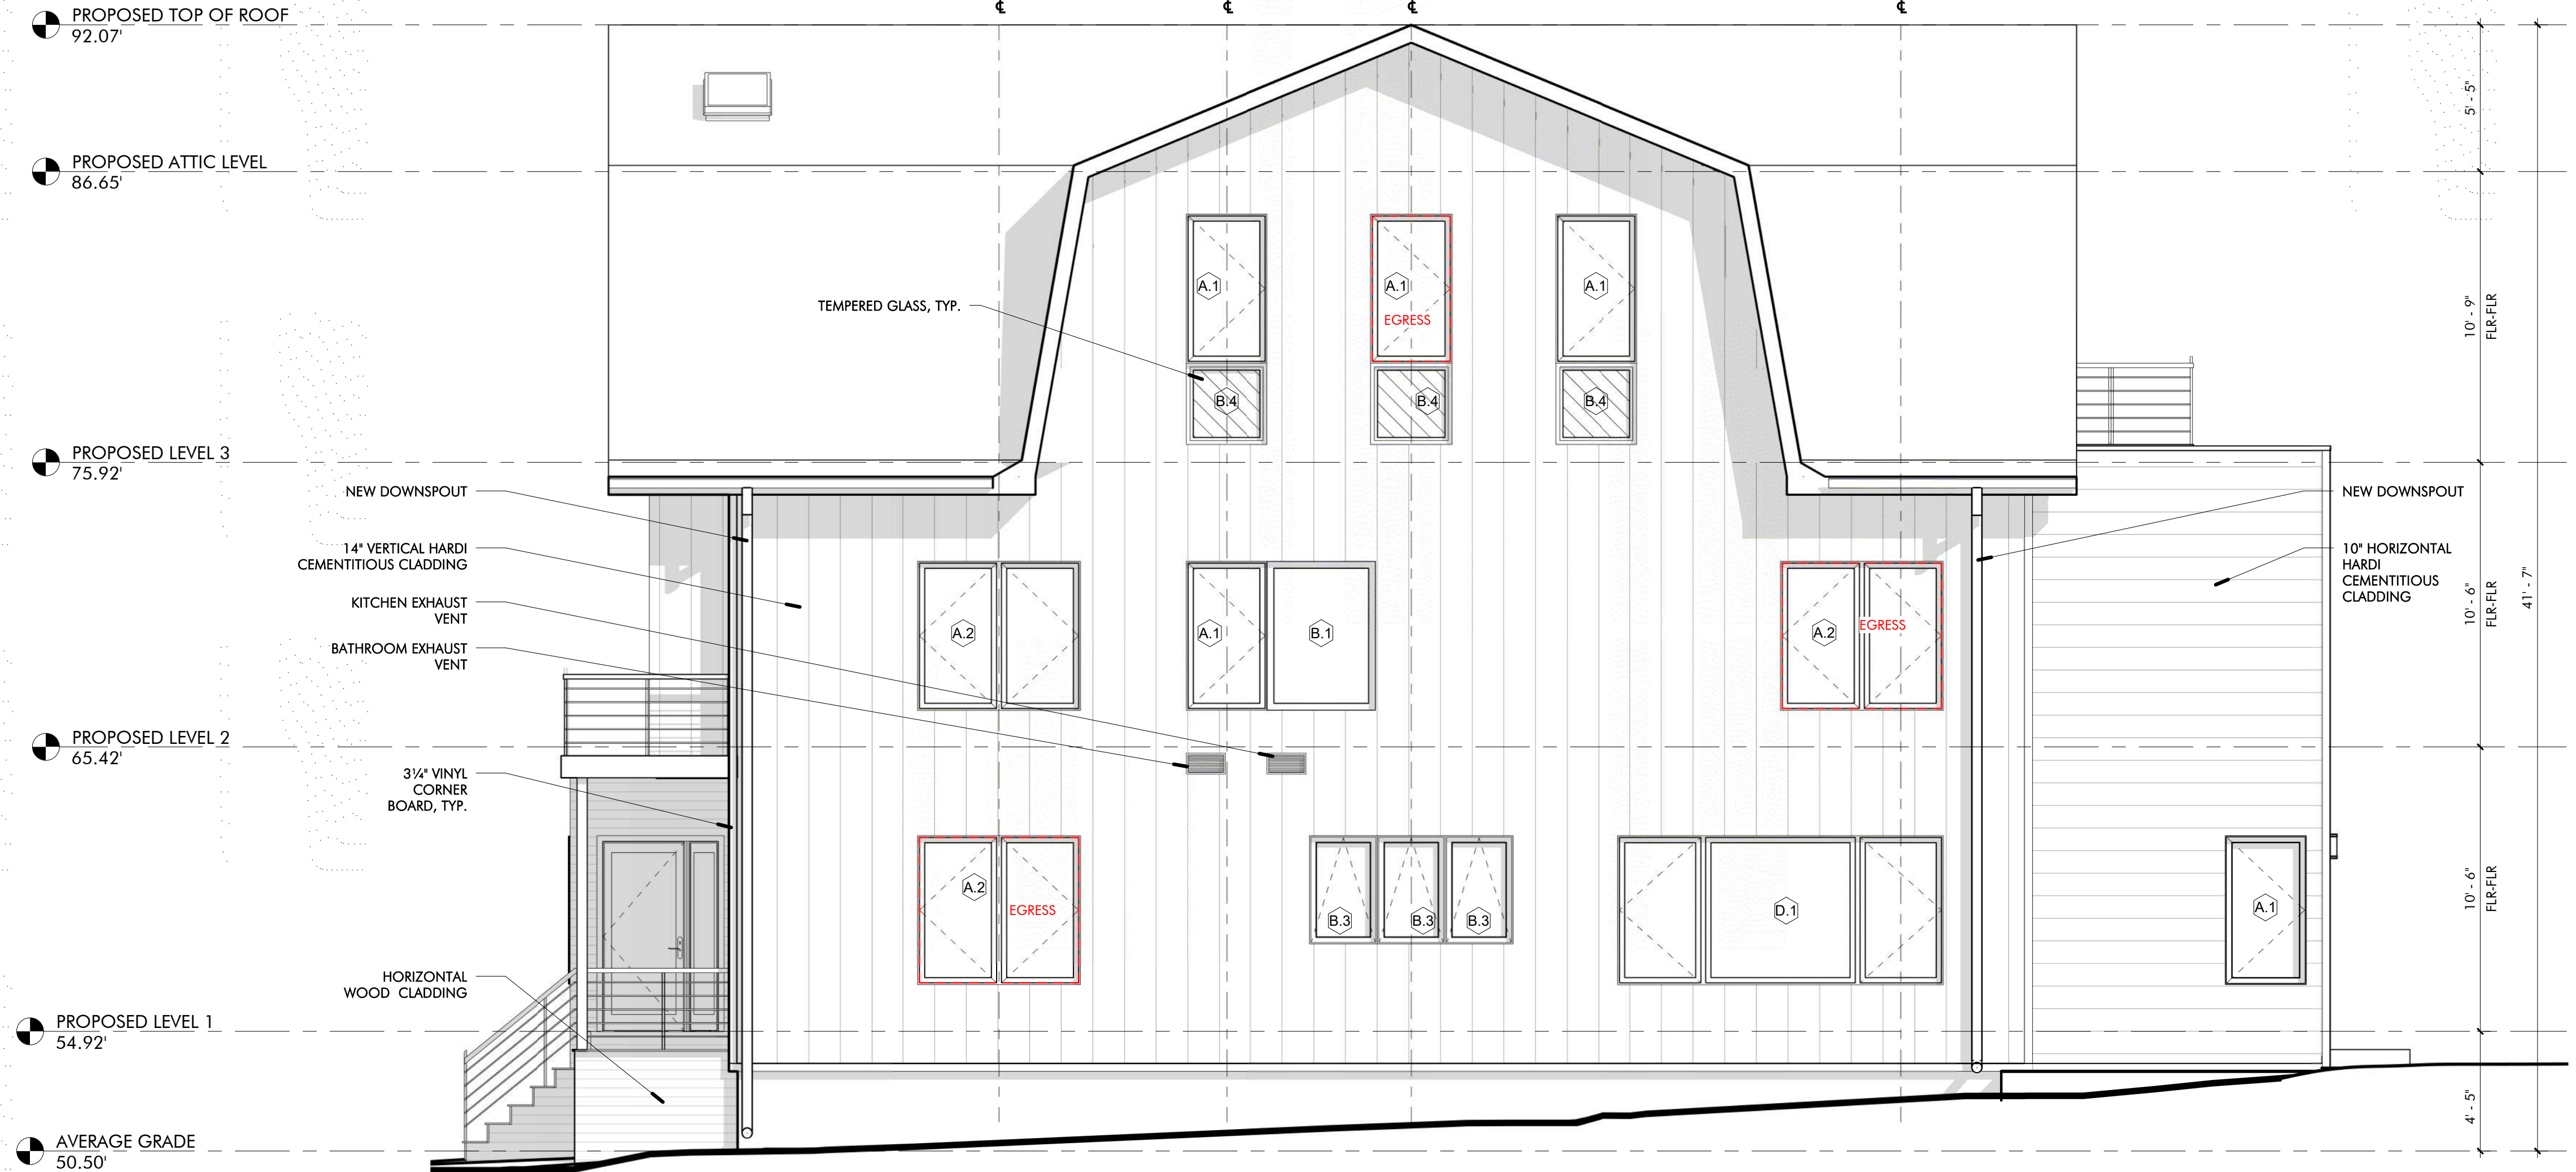 PROPOSED TOP OF ROOF
92.07'
PROPOSED ATTIC LEVEL
86.65'
PROPOSED LEVEL 3
75.92'
PROPOSED LEVEL 2
65.42'
PROPOSED LEVEL 1
54.92'
AVERAGE GRADE
50.50'
TEMPERED GLASS, TYP.
NEW DOWNSPOUT
14" VERTICAL HARDI
CEMENTITIOUS CLADDING
KITCHEN EXHAUST
VENT
BATHROOM EXHAUST
VENT
3¼" VINYL
CORNER
BOARD, TYP.
HORIZONTAL
WOOD CLADDING
℄
℄
℄
℄
A.1
A.1
EGRESS
A.1
B.4
B.4
B.4
A.2
A.1
B.1
A.2
EGRESS
A.2
EGRESS
B.3
B.3
B.3
D.1
A.1
NEW DOWNSPOUT
10" HORIZONTAL
HARDI
CEMENTITIOUS
CLADDING
5' - 5"
10' - 9"
FLR-FLR
10' - 6"
FLR-FLR
10' - 6"
FLR-FLR
4' - 5"
41' - 7"